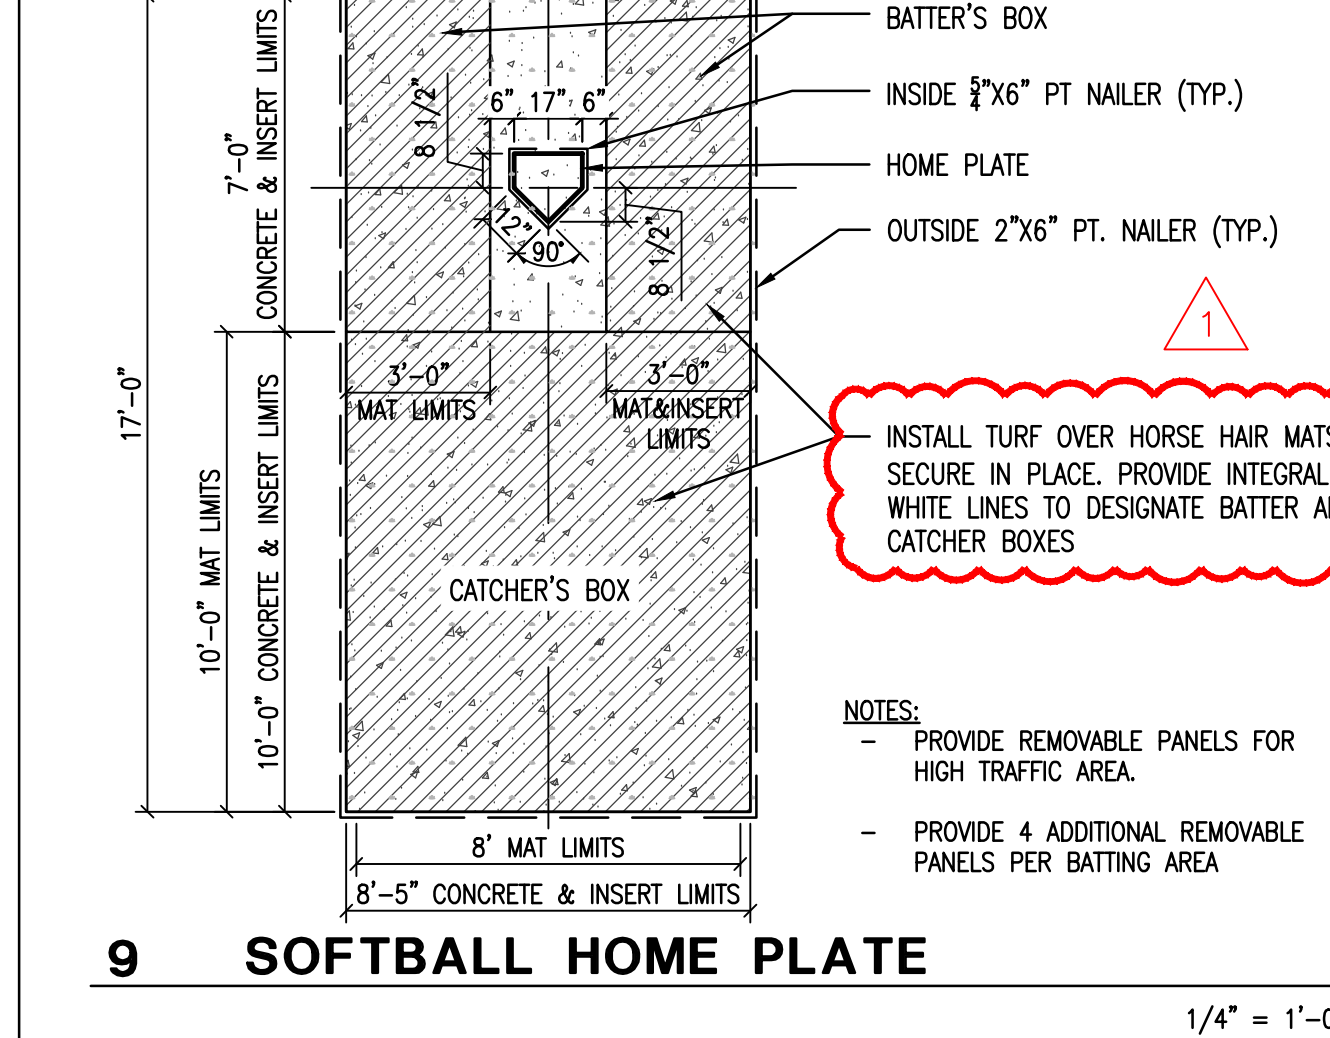 BATTER'S BOX
INSIDE 5/4"X6" PT NAILER (TYP.)
HOME PLATE
OUTSIDE 2"X6" PT. NAILER (TYP.)
1
INSTALL TURF OVER HORSE HAIR MATS
SECURE IN PLACE. PROVIDE INTEGRAL
WHITE LINES TO DESIGNATE BATTER
CATCHER BOXES
7'-0"
CONCRETE & INSERT LIMITS
8 1/2"
6" 17" 6"
12"
90°
8 1/2"
17'-0"
10'-0" MAT LIMITS
10'-0" CONCRETE & INSERT LIMITS
3'-0"
MAT LIMITS
3'-0"
MAT&INSERT
LIMITS
CATCHER'S BOX
8' MAT LIMITS
8'-5" CONCRETE & INSERT LIMITS
NOTES:
- PROVIDE REMOVABLE PANELS FOR
HIGH TRAFFIC AREA.
- PROVIDE 4 ADDITIONAL REMOVABLE
PANELS PER BATTING AREA
9 SOFTBALL HOME PLATE
1/4" = 1'-0